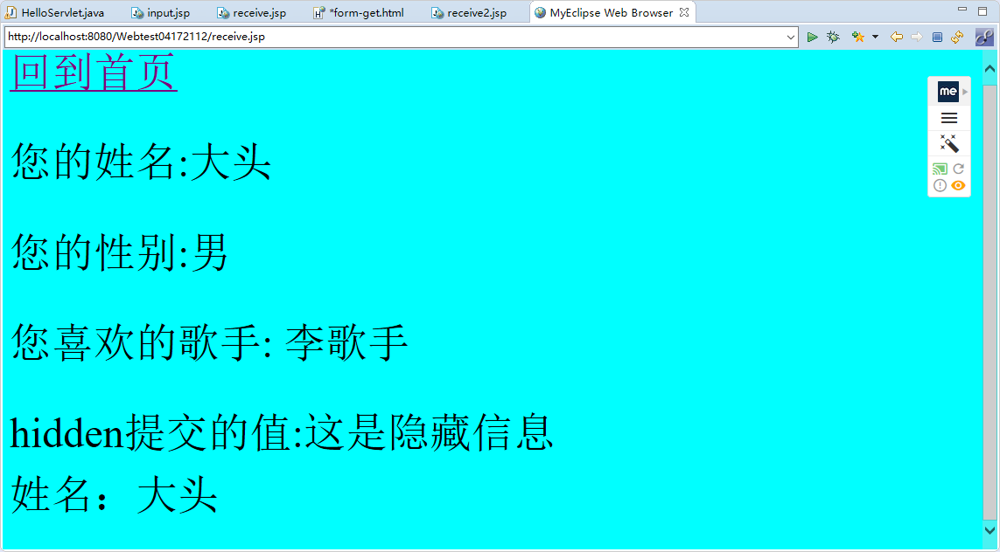 HelloServlet.java input.jsp receive.jsp *form-get.html receive2.jsp MyEclipse Web Browser
http://localhost:8080/Webtest04172112/receive.jsp
回到首页
me
您的姓名:大头
您的性别:男
您喜欢的歌手: 李歌手
hidden提交的值:这是隐藏信息
姓名：大头